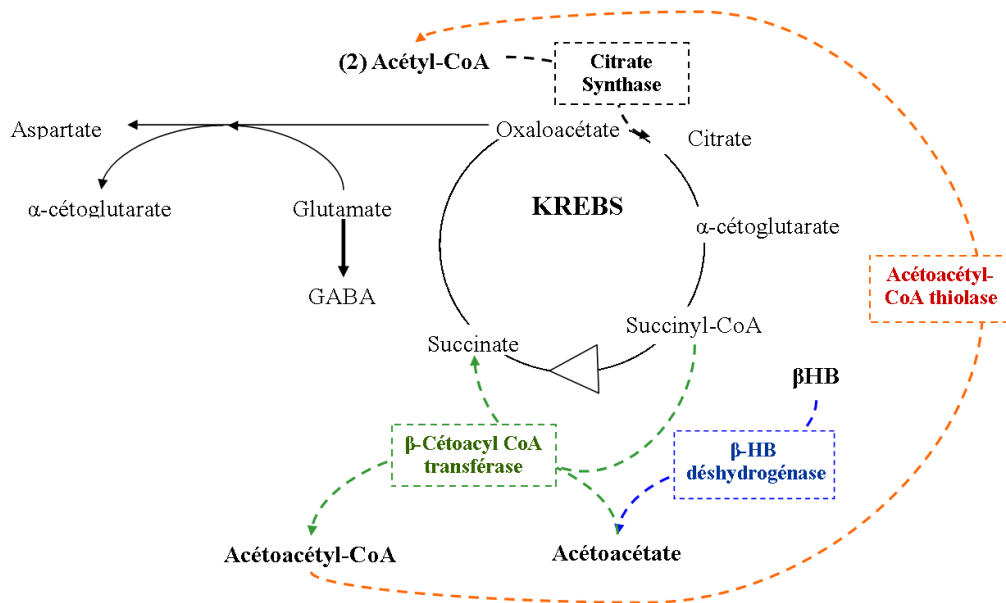 (2) Acétyl-CoA
Citrate
Synthase
Aspartate
Oxaloacétate
Citrate
α-cétoglutarate
Glutamate
KREBS
α-cétoglutarate
GABA
Acétoacétyl-
CoA thiolase
Succinyl-CoA
Succinate
βHB
β-Cétoacyl CoA
transférase
β-HB
déshydrogénase
Acétoacétyl-CoA
Acétoacétate